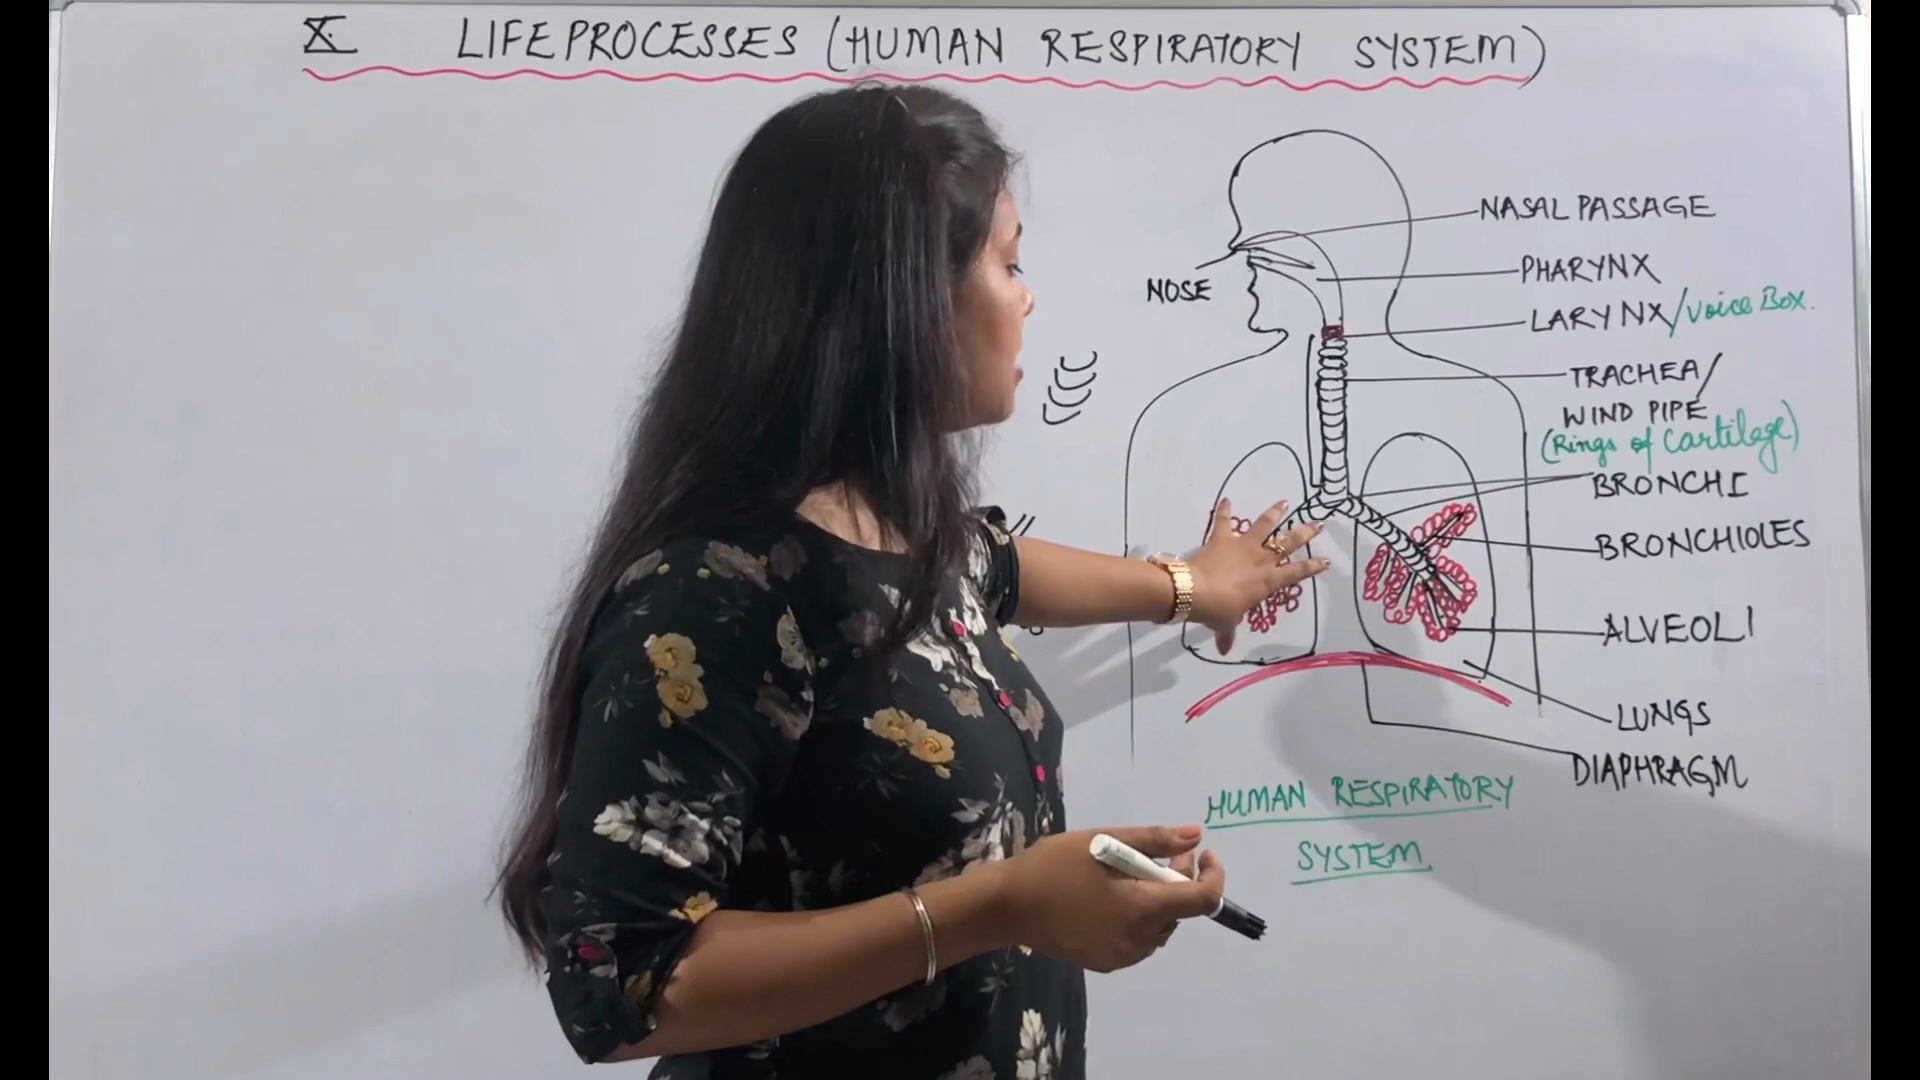 X LIFE PROCESSES (HUMAN RESPIRATORY SYSTEM)
NASAL PASSAGE
PHARYNX
NOSE
LARYNX/Voice Box.
TRACHEA/
WIND PIPE
(Rings of Cartilage)
BRONCHI
BRONCHIOLES
ALVEOLI
LUNGS
DIAPHRAGM
HUMAN RESPIRATORY
SYSTEM